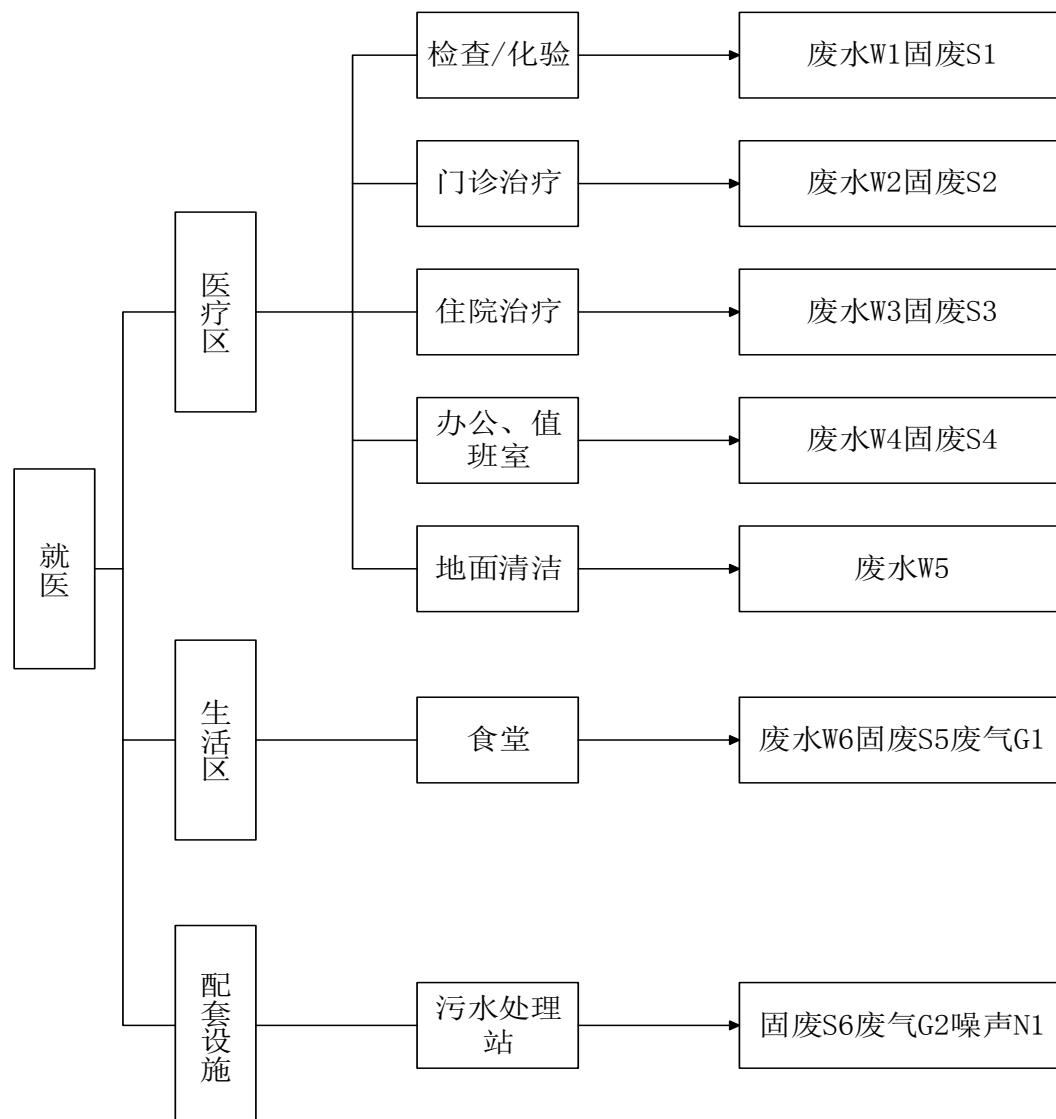 检查/化验
废水W1固废S1
门诊治疗
废水W2固废S2
医疗区
住院治疗
废水W3固废S3
办公、值
班室
废水W4固废S4
就医
地面清洁
废水W5
生活区
食堂
废水W6固废S5废气G1
配套设施
污水处理
站
固废S6废气G2噪声N1